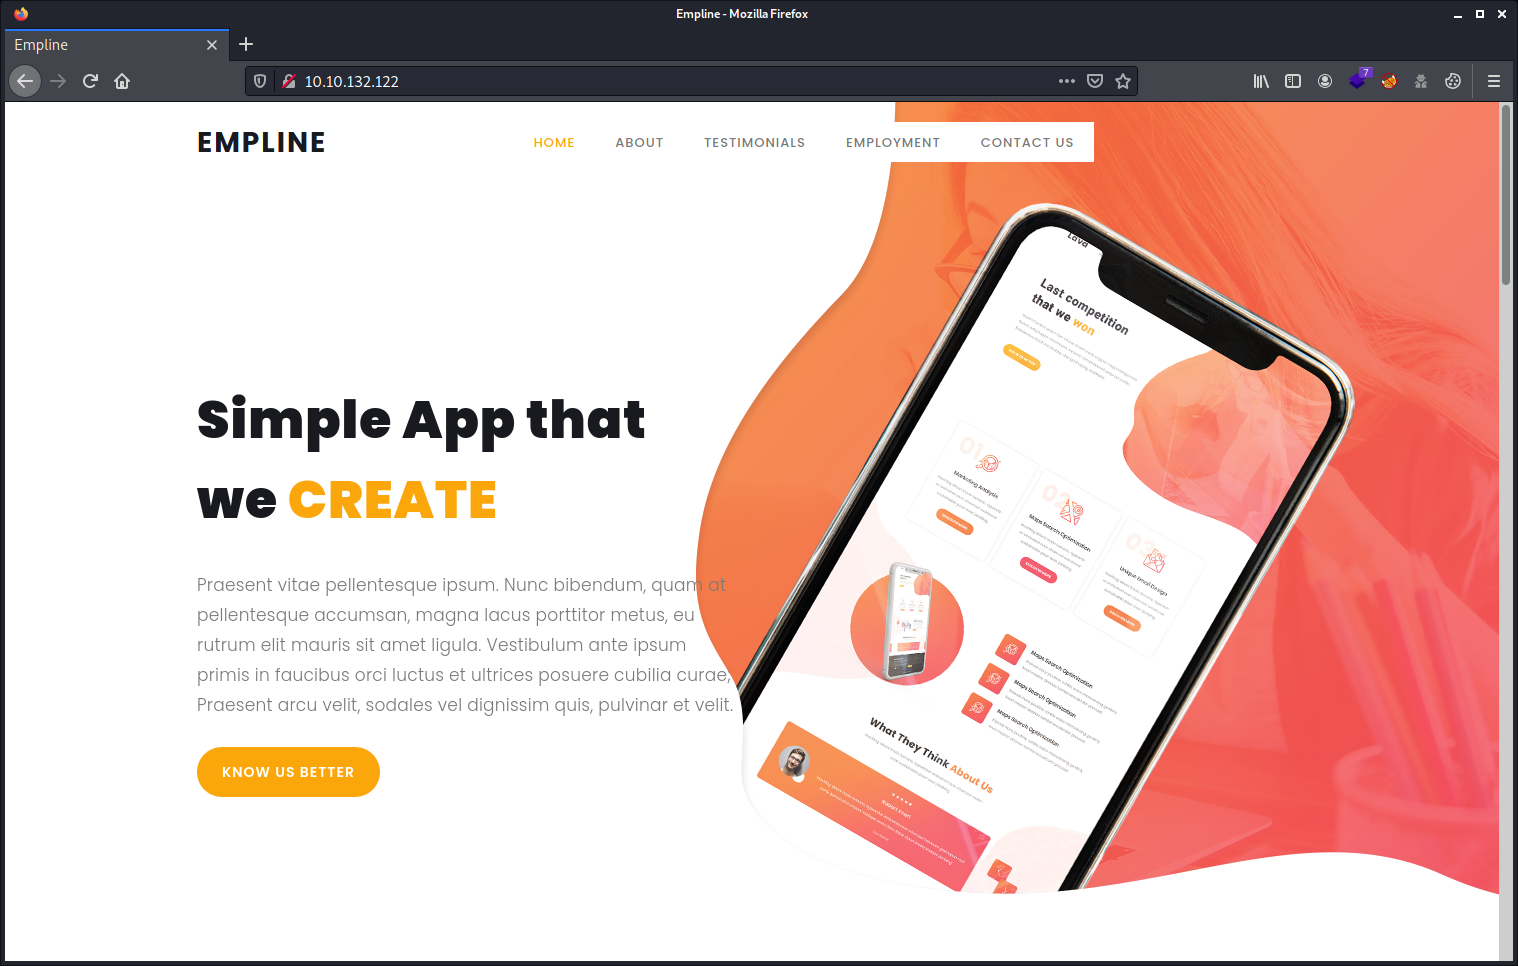 Empline - Mozilla Firefox
Empline
10.10.132.122
7
EMPLINE
HOME ABOUT TESTIMONIALS EMPLOYMENT CONTACT US
Simple App that
we CREATE
Praesent vitae pellentesque ipsum. Nunc bibendum, quam at
pellentesque accumsan, magna lacus porttitor metus, eu
rutrum elit mauris sit amet ligula. Vestibulum ante ipsum
primis in faucibus orci luctus et ultrices posuere cubilia curae;
Praesent arcu velit, sodales vel dignissim quis, pulvinar et velit.
KNOW US BETTER
Lava
Last competition
that we won
01
Marketing Analysis
02
Maps Search Optimization
03
Unique Email Design
Maps Search Optimization
Maps Search Optimization
Maps Search Optimization
What They Think About Us